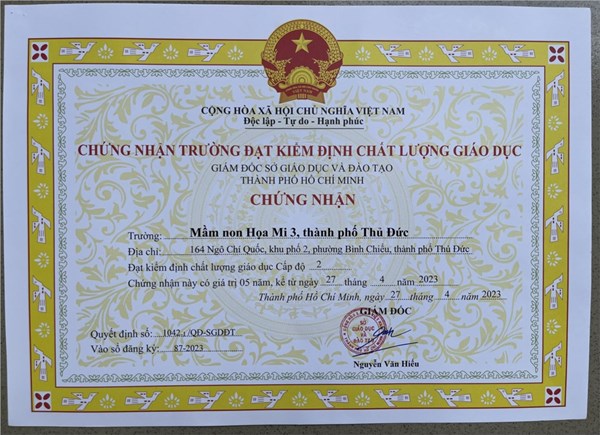 CỘNG HÒA XÃ HỘI CHỦ NGHĨA VIỆT NAM
Độc lập - Tự do - Hạnh phúc
CHỨNG NHẬN TRƯỜNG ĐẠT KIỂM ĐỊNH CHẤT LƯỢNG GIÁO DỤC
GIÁM ĐỐC SỞ GIÁO DỤC VÀ ĐÀO TẠO
THÀNH PHỐ HỒ CHÍ MINH
CHỨNG NHẬN
Trường: Mầm non Họa Mi 3, thành phố Thủ Đức
Địa chỉ: 164 Ngô Chí Quốc, khu phố 2, phường Bình Chiểu, thành phố Thủ Đức
Đạt kiểm định chất lượng giáo dục Cấp độ 2
Chứng nhận này có giá trị 05 năm, kể từ ngày 27 tháng 4 năm 2023
Thành phố Hồ Chí Minh, ngày 27 tháng 4 năm 2023
GIÁM ĐỐC
SỞ
GIÁO DỤC
VÀ
ĐÀO TẠO
Quyết định số: 1042 /QĐ-SGDĐT
Vào sổ đăng ký: 87-2023
Nguyễn Văn Hiếu